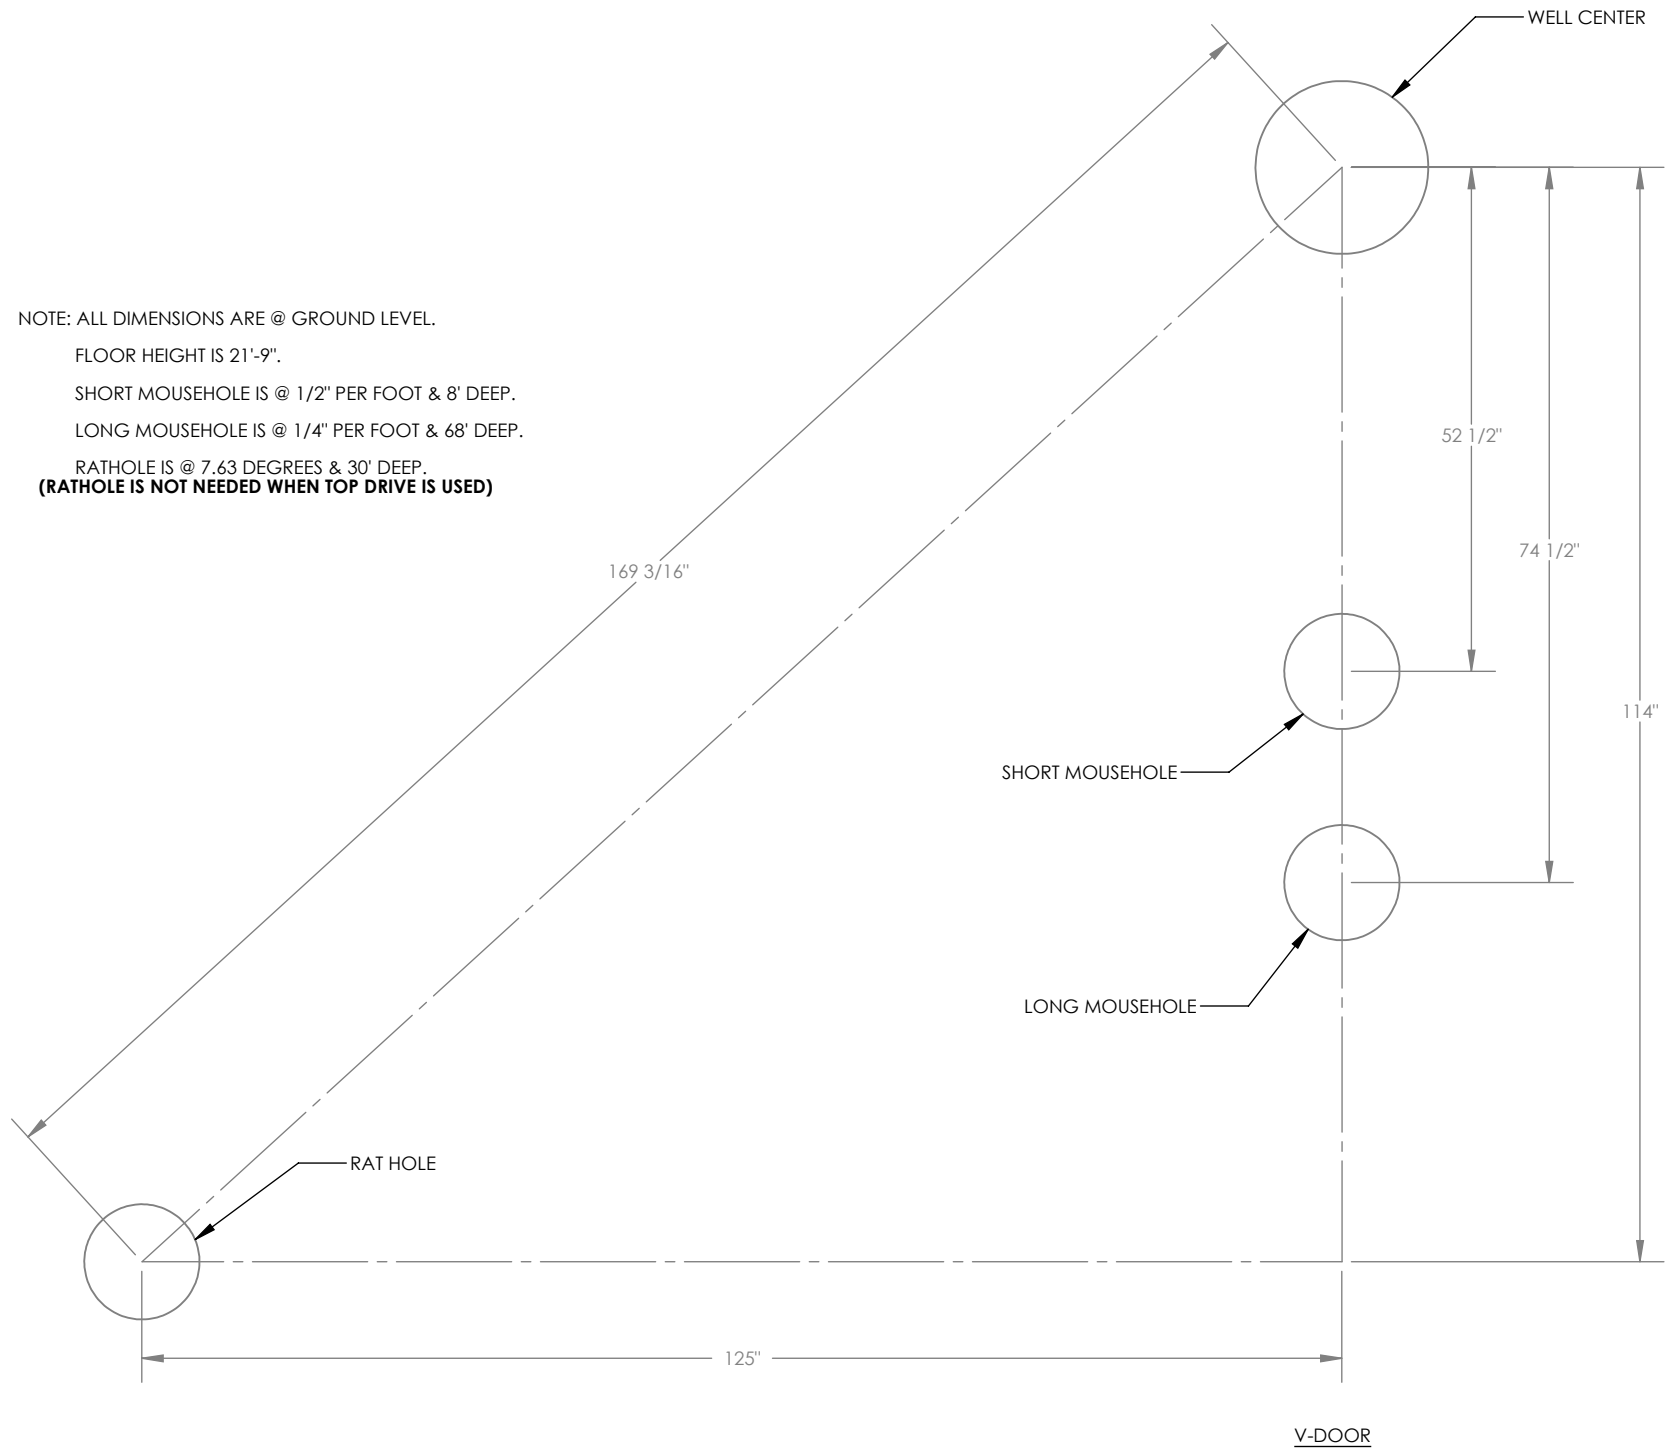 WELL CENTER
NOTE: ALL DIMENSIONS ARE @ GROUND LEVEL.
FLOOR HEIGHT IS 21'-9".
SHORT MOUSEHOLE IS @ 1/2" PER FOOT & 8' DEEP.
LONG MOUSEHOLE IS @ 1/4" PER FOOT & 68' DEEP.
RATHOLE IS @ 7.63 DEGREES & 30' DEEP.
(RATHOLE IS NOT NEEDED WHEN TOP DRIVE IS USED)
52 1/2"
74 1/2"
169 3/16"
114"
SHORT MOUSEHOLE
LONG MOUSEHOLE
RAT HOLE
125"
V-DOOR